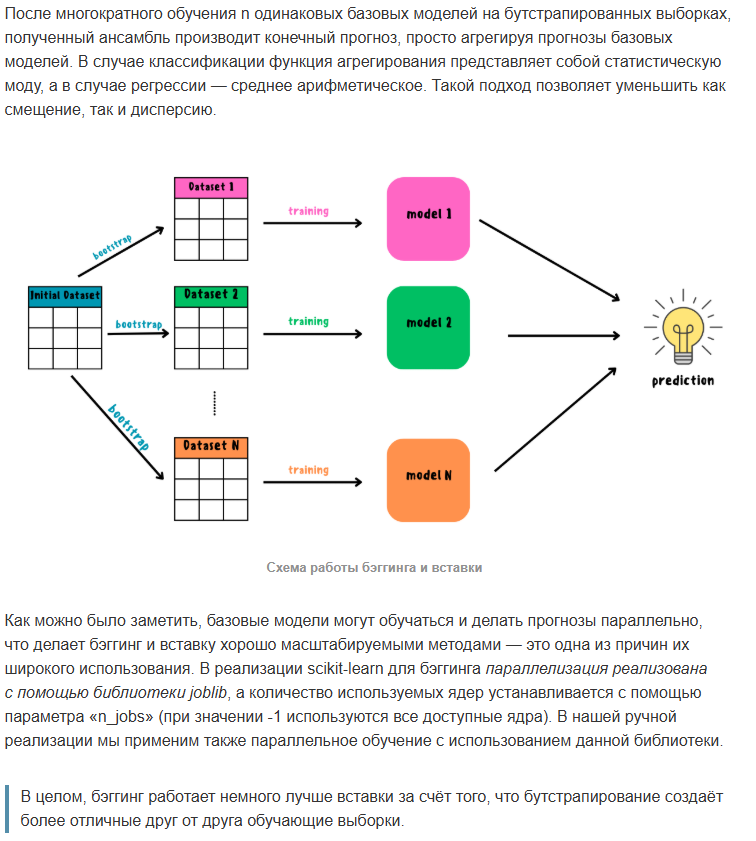 После многократного обучения n одинаковых базовых моделей на бутстрапированных выборках,
полученный ансамбль производит конечный прогноз, просто агрегируя прогнозы базовых
моделей. В случае классификации функция агрегирования представляет собой статистическую
моду, а в случае регрессии — среднее арифметическое. Такой подход позволяет уменьшить как
смещение, так и дисперсию.
Dataset 1
training
model 1
bootstrap
Initial Dataset
bootstrap
Dataset 2
training
model 2
prediction
bootstrap
Dataset N
training
model N
Схема работы бэггинга и вставки
Как можно было заметить, базовые модели могут обучаться и делать прогнозы параллельно,
что делает бэггинг и вставку хорошо масштабируемыми методами — это одна из причин их
широкого использования. В реализации scikit-learn для бэггинга параллелизация реализована
с помощью библиотеки joblib, а количество используемых ядер устанавливается с помощью
параметра «n_jobs» (при значении -1 используются все доступные ядра). В нашей ручной
реализации мы применим также параллельное обучение с использованием данной библиотеки.
В целом, бэггинг работает немного лучше вставки за счёт того, что бутстрапирование создаёт
более отличные друг от друга обучающие выборки.